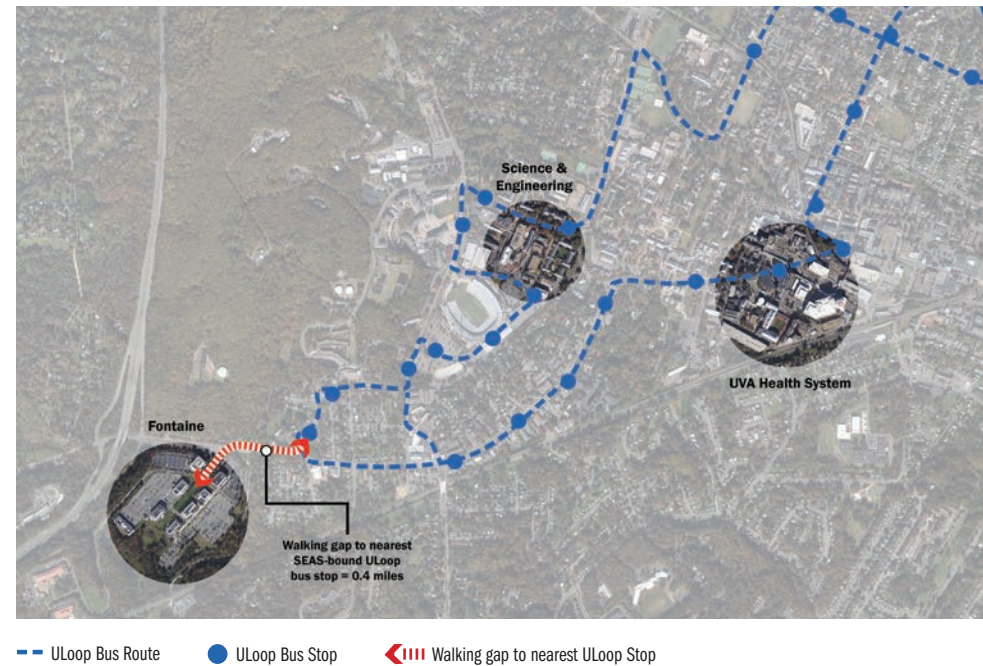 Science &
Engineering
UVA Health System
Fontaine
Walking gap to nearest
SEAS-bound ULoop
bus stop = 0.4 miles
ULoop Bus Route
ULoop Bus Stop
Walking gap to nearest ULoop Stop